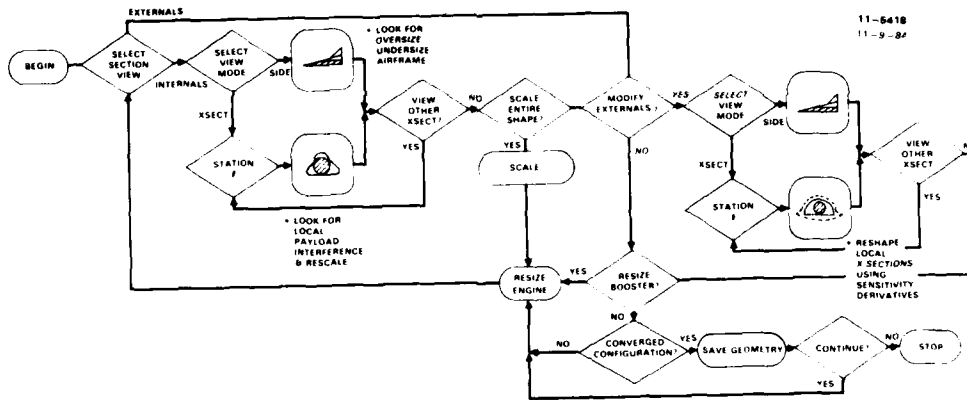 EXTERNALS
11-5418
11-9-84
* LOOK FOR
OVERSIZE
UNDERSIZE
AIRFRAME
BEGIN
SELECT
SECTION
VIEW
INTERNALS
SELECT
VIEW
MODE
SIDE
XSECT
STATION
#
VIEW
OTHER
XSECT?
NO
YES
* LOOK FOR
LOCAL
PAYLOAD
INTERFERENCE
& RESCALE
SCALE
ENTIRE
SHAPE?
YES
SCALE
MODIFY
EXTERNALS?
YES
NO
SELECT
VIEW
MODE
SIDE
XSECT
STATION
#
VIEW
OTHER
XSECT
YES
* RESHAPE
LOCAL
X SECTIONS
USING
SENSITIVITY
DERIVATIVES
RESIZE
ENGINE
YES
RESIZE
BOOSTER?
NO
NO
CONVERGED
CONFIGURATION?
YES
SAVE GEOMETRY
CONTINUE?
NO
STOP
YES